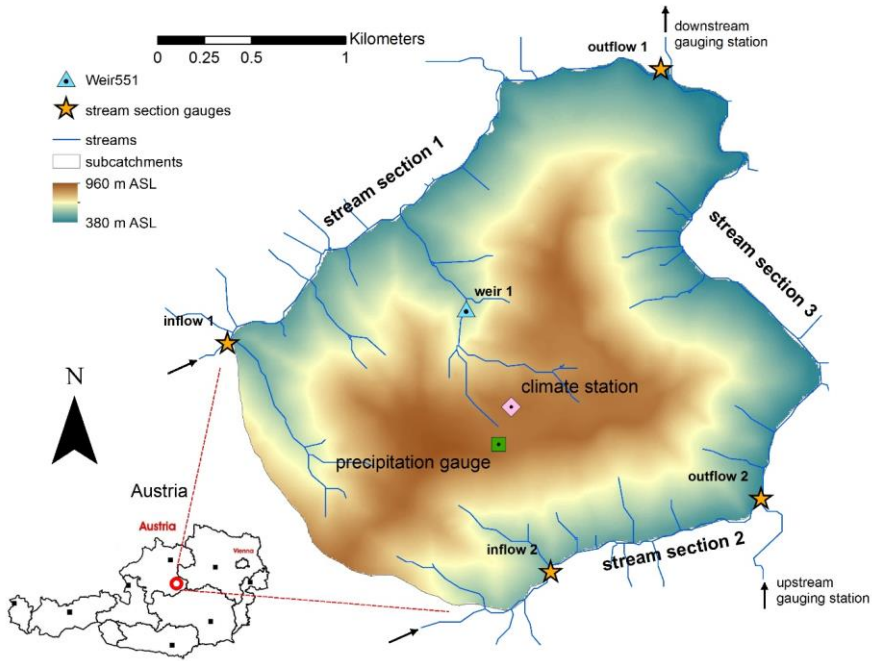 downstream
gauging station
outflow 1
Kilometers
0 0.25 0.5 1
Weir551
stream section gauges
streams
subcatchments
960 m ASL
380 m ASL
stream section 1
stream section 3
weir 1
inflow 1
N
climate station
precipitation gauge
outflow 2
Austria
Austria
Vienna
inflow 2
stream section 2
upstream
gauging station